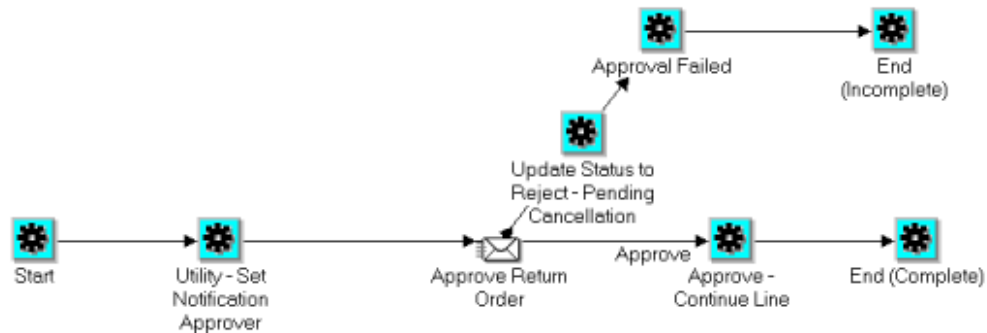 Approval Failed
End
(Incomplete)
Update Status to
Reject - Pending
Cancellation
Start
Utility - Set
Notification
Approver
Approve Return
Order
Approve
Approve -
Continue Line
End (Complete)